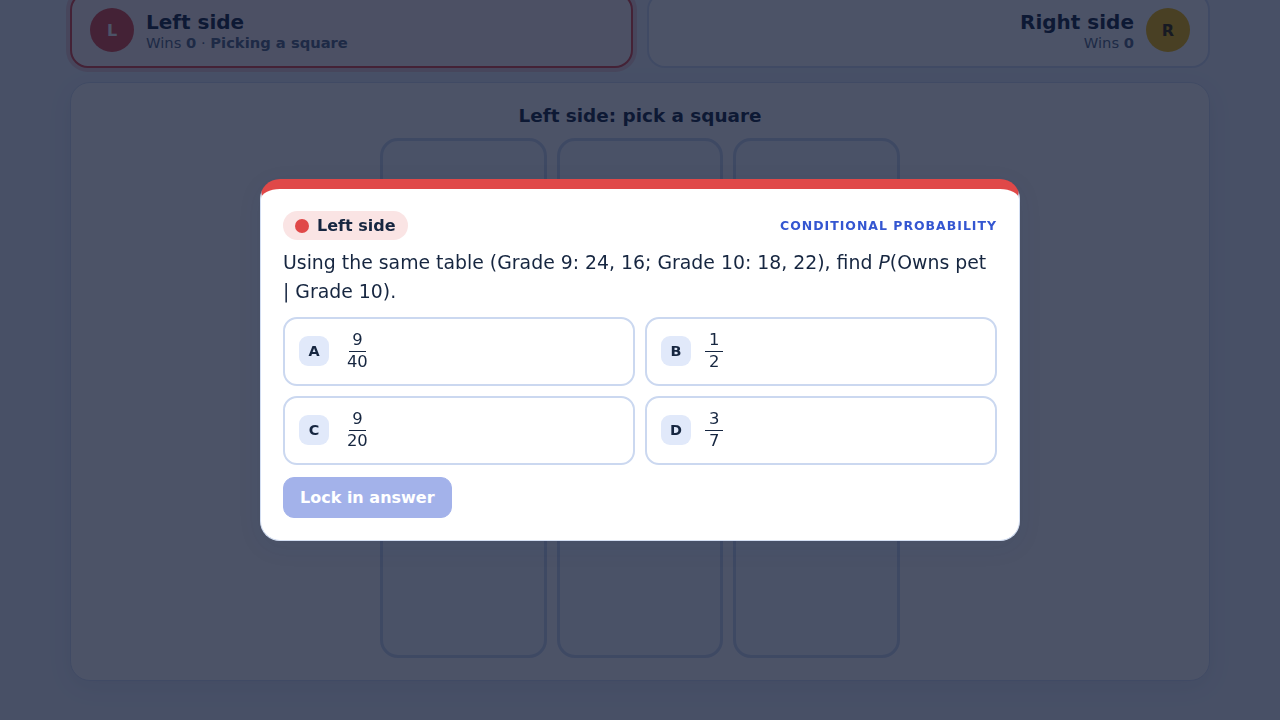 L
Left side
Wins 0 · Picking a square
Right side
Wins 0
R
Left side: pick a square
Left side
CONDITIONAL PROBABILITY
Using the same table (Grade 9: 24, 16; Grade 10: 18, 22), find P(Owns pet
| Grade 10).
A 9/40
B 1/2
C 9/20
D 3/7
Lock in answer